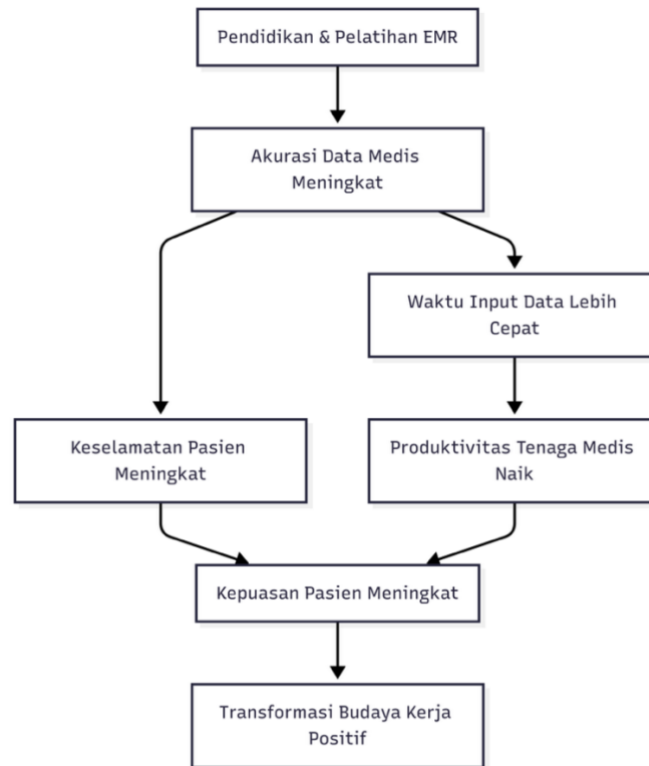 Pendidikan & Pelatihan EMR
Akurasi Data Medis
Meningkat
Waktu Input Data Lebih
Cepat
Keselamatan Pasien
Meningkat
Produktivitas Tenaga Medis
Naik
Kepuasan Pasien Meningkat
Transformasi Budaya Kerja
Positif